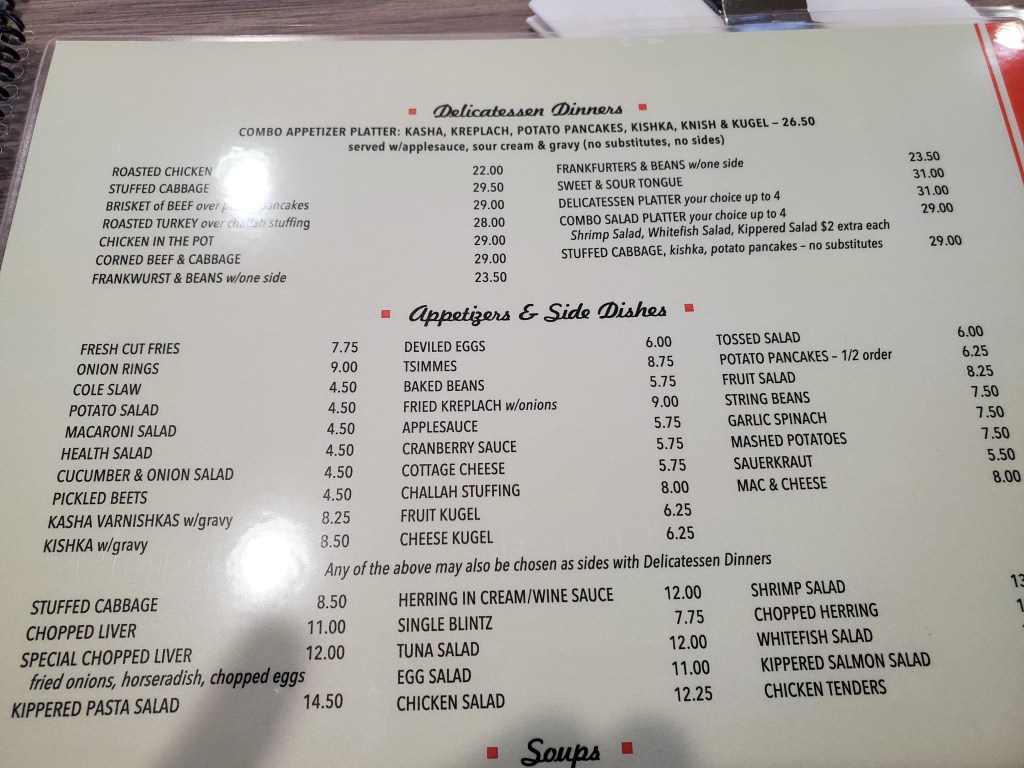 Delicatessen Dinners
COMBO APPETIZER PLATTER: KASHA, KREPLACH, POTATO PANCAKES, KISHKA, KNISH & KUGEL – 26.50
served w/applesauce, sour cream & gravy (no substitutes, no sides)
ROASTED CHICKEN 22.00
STUFFED CABBAGE 29.50
BRISKET of BEEF over pancakes 29.00
ROASTED TURKEY over challah stuffing 28.00
CHICKEN IN THE POT 29.00
CORNED BEEF & CABBAGE 29.00
FRANKWURST & BEANS w/one side 23.50
FRANKFURTERS & BEANS w/one side 23.50
SWEET & SOUR TONGUE 31.00
DELICATESSEN PLATTER your choice up to 4 31.00
COMBO SALAD PLATTER your choice up to 4 29.00
Shrimp Salad, Whitefish Salad, Kippered Salad $2 extra each
STUFFED CABBAGE, kishka, potato pancakes – no substitutes 29.00
Appetizers & Side Dishes
FRESH CUT FRIES 7.75
ONION RINGS 9.00
COLE SLAW 4.50
POTATO SALAD 4.50
MACARONI SALAD 4.50
HEALTH SALAD 4.50
CUCUMBER & ONION SALAD 4.50
PICKLED BEETS 4.50
KASHA VARNISHKAS w/gravy 8.25
KISHKA w/gravy 8.50
DEVILED EGGS 6.00
TSIMMES 8.75
BAKED BEANS 5.75
FRIED KREPLACH w/onions 9.00
APPLESAUCE 5.75
CRANBERRY SAUCE 5.75
COTTAGE CHEESE 5.75
CHALLAH STUFFING 8.00
FRUIT KUGEL 6.25
CHEESE KUGEL 6.25
TOSSED SALAD 6.00
POTATO PANCAKES – 1/2 order 6.25
FRUIT SALAD 8.25
STRING BEANS 7.50
GARLIC SPINACH 7.50
MASHED POTATOES 7.50
SAUERKRAUT 5.50
MAC & CHEESE 8.00
Any of the above may also be chosen as sides with Delicatessen Dinners
STUFFED CABBAGE 8.50
CHOPPED LIVER 11.00
SPECIAL CHOPPED LIVER 12.00
fried onions, horseradish, chopped eggs
KIPPERED PASTA SALAD 14.50
HERRING IN CREAM/WINE SAUCE 12.00
SINGLE BLINTZ 7.75
TUNA SALAD 12.00
EGG SALAD 11.00
CHICKEN SALAD 12.25
SHRIMP SALAD
CHOPPED HERRING
WHITEFISH SALAD
KIPPERED SALMON SALAD
CHICKEN TENDERS
Soups